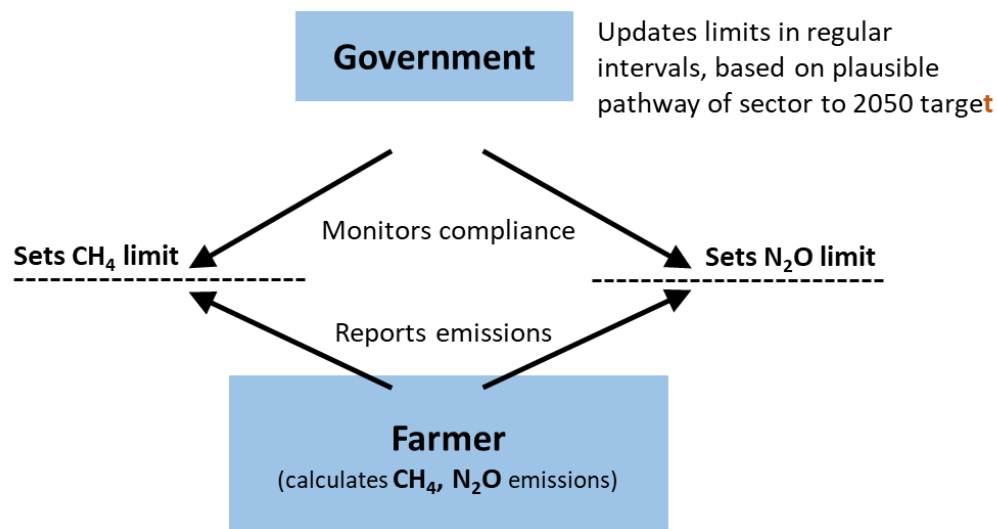 Government
Updates limits in regular
intervals, based on plausible
pathway of sector to 2050 target
Monitors compliance
Sets CH₄ limit
Sets N₂O limit
Reports emissions
Farmer
(calculates CH₄, N₂O emissions)